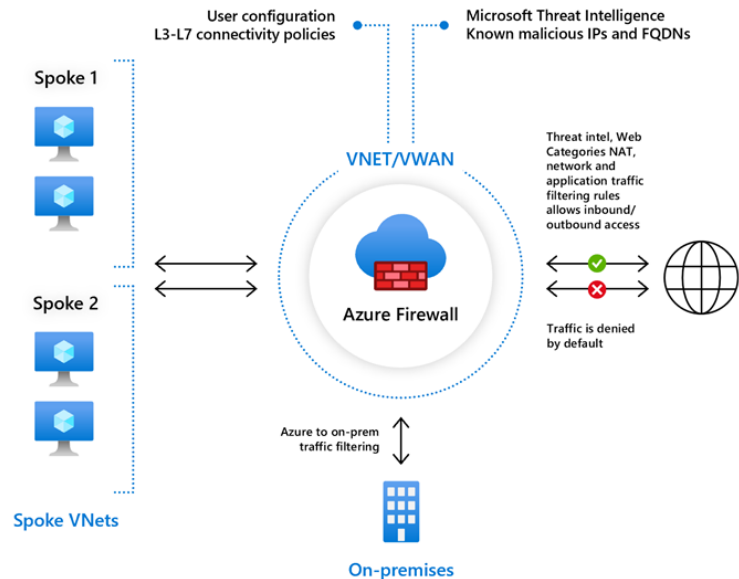 User configuration
L3-L7 connectivity policies
Microsoft Threat Intelligence
Known malicious IPs and FQDNs
Spoke 1
VNET/VWAN
Threat intel, Web
Categories NAT,
network and
application traffic
filtering rules
allows inbound/
outbound access
Spoke 2
Azure Firewall
Traffic is denied
by default
Azure to on-prem
traffic filtering
Spoke VNets
On-premises